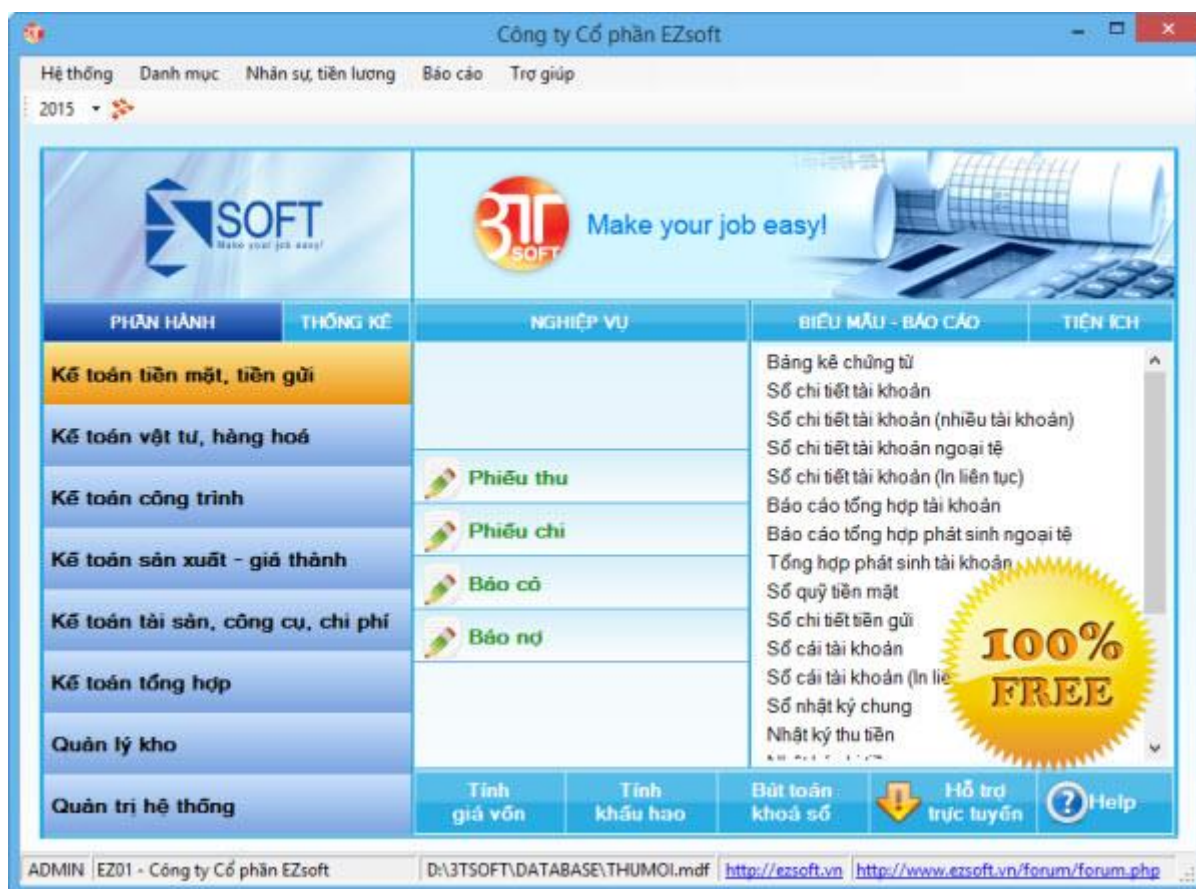 Công ty Cổ phần EZsoft
Hệ thống Danh mục Nhân sự, tiền lương Báo cáo Trợ giúp
2015
SOFT
Make your job easy!
3T
SOFT
Make your job easy!
PHÂN HÀNH THỐNG KÊ NGHIỆP VỤ BIỂU MẪU - BÁO CÁO TIỆN ÍCH
Kế toán tiền mặt, tiền gửi
Kế toán vật tư, hàng hoá
Kế toán công trình
Kế toán sản xuất - giá thành
Kế toán tài sản, công cụ, chi phí
Kế toán tổng hợp
Quản lý kho
Quản trị hệ thống
Phiếu thu
Phiếu chi
Báo có
Báo nợ
Bảng kê chứng từ
Sổ chi tiết tài khoản
Sổ chi tiết tài khoản (nhiều tài khoản)
Sổ chi tiết tài khoản ngoại tệ
Sổ chi tiết tài khoản (In liên tục)
Báo cáo tổng hợp tài khoản
Báo cáo tổng hợp phát sinh ngoại tệ
Tổng hợp phát sinh tài khoản
Sổ quỹ tiền mặt
Sổ chi tiết tiền gửi
Sổ cái tài khoản
Sổ cái tài khoản (In liê
Sổ nhật ký chung
Nhật ký thu tiền
100%
FREE
Tính giá vốn
Tính khấu hao
Bút toán khoá sổ
Hỗ trợ trực tuyến
Help
ADMIN EZ01 - Công ty Cổ phần EZsoft D:\3TSOFT\DATABASE\THUMOI.mdf http://ezsoft.vn http://www.ezsoft.vn/forum/forum.php